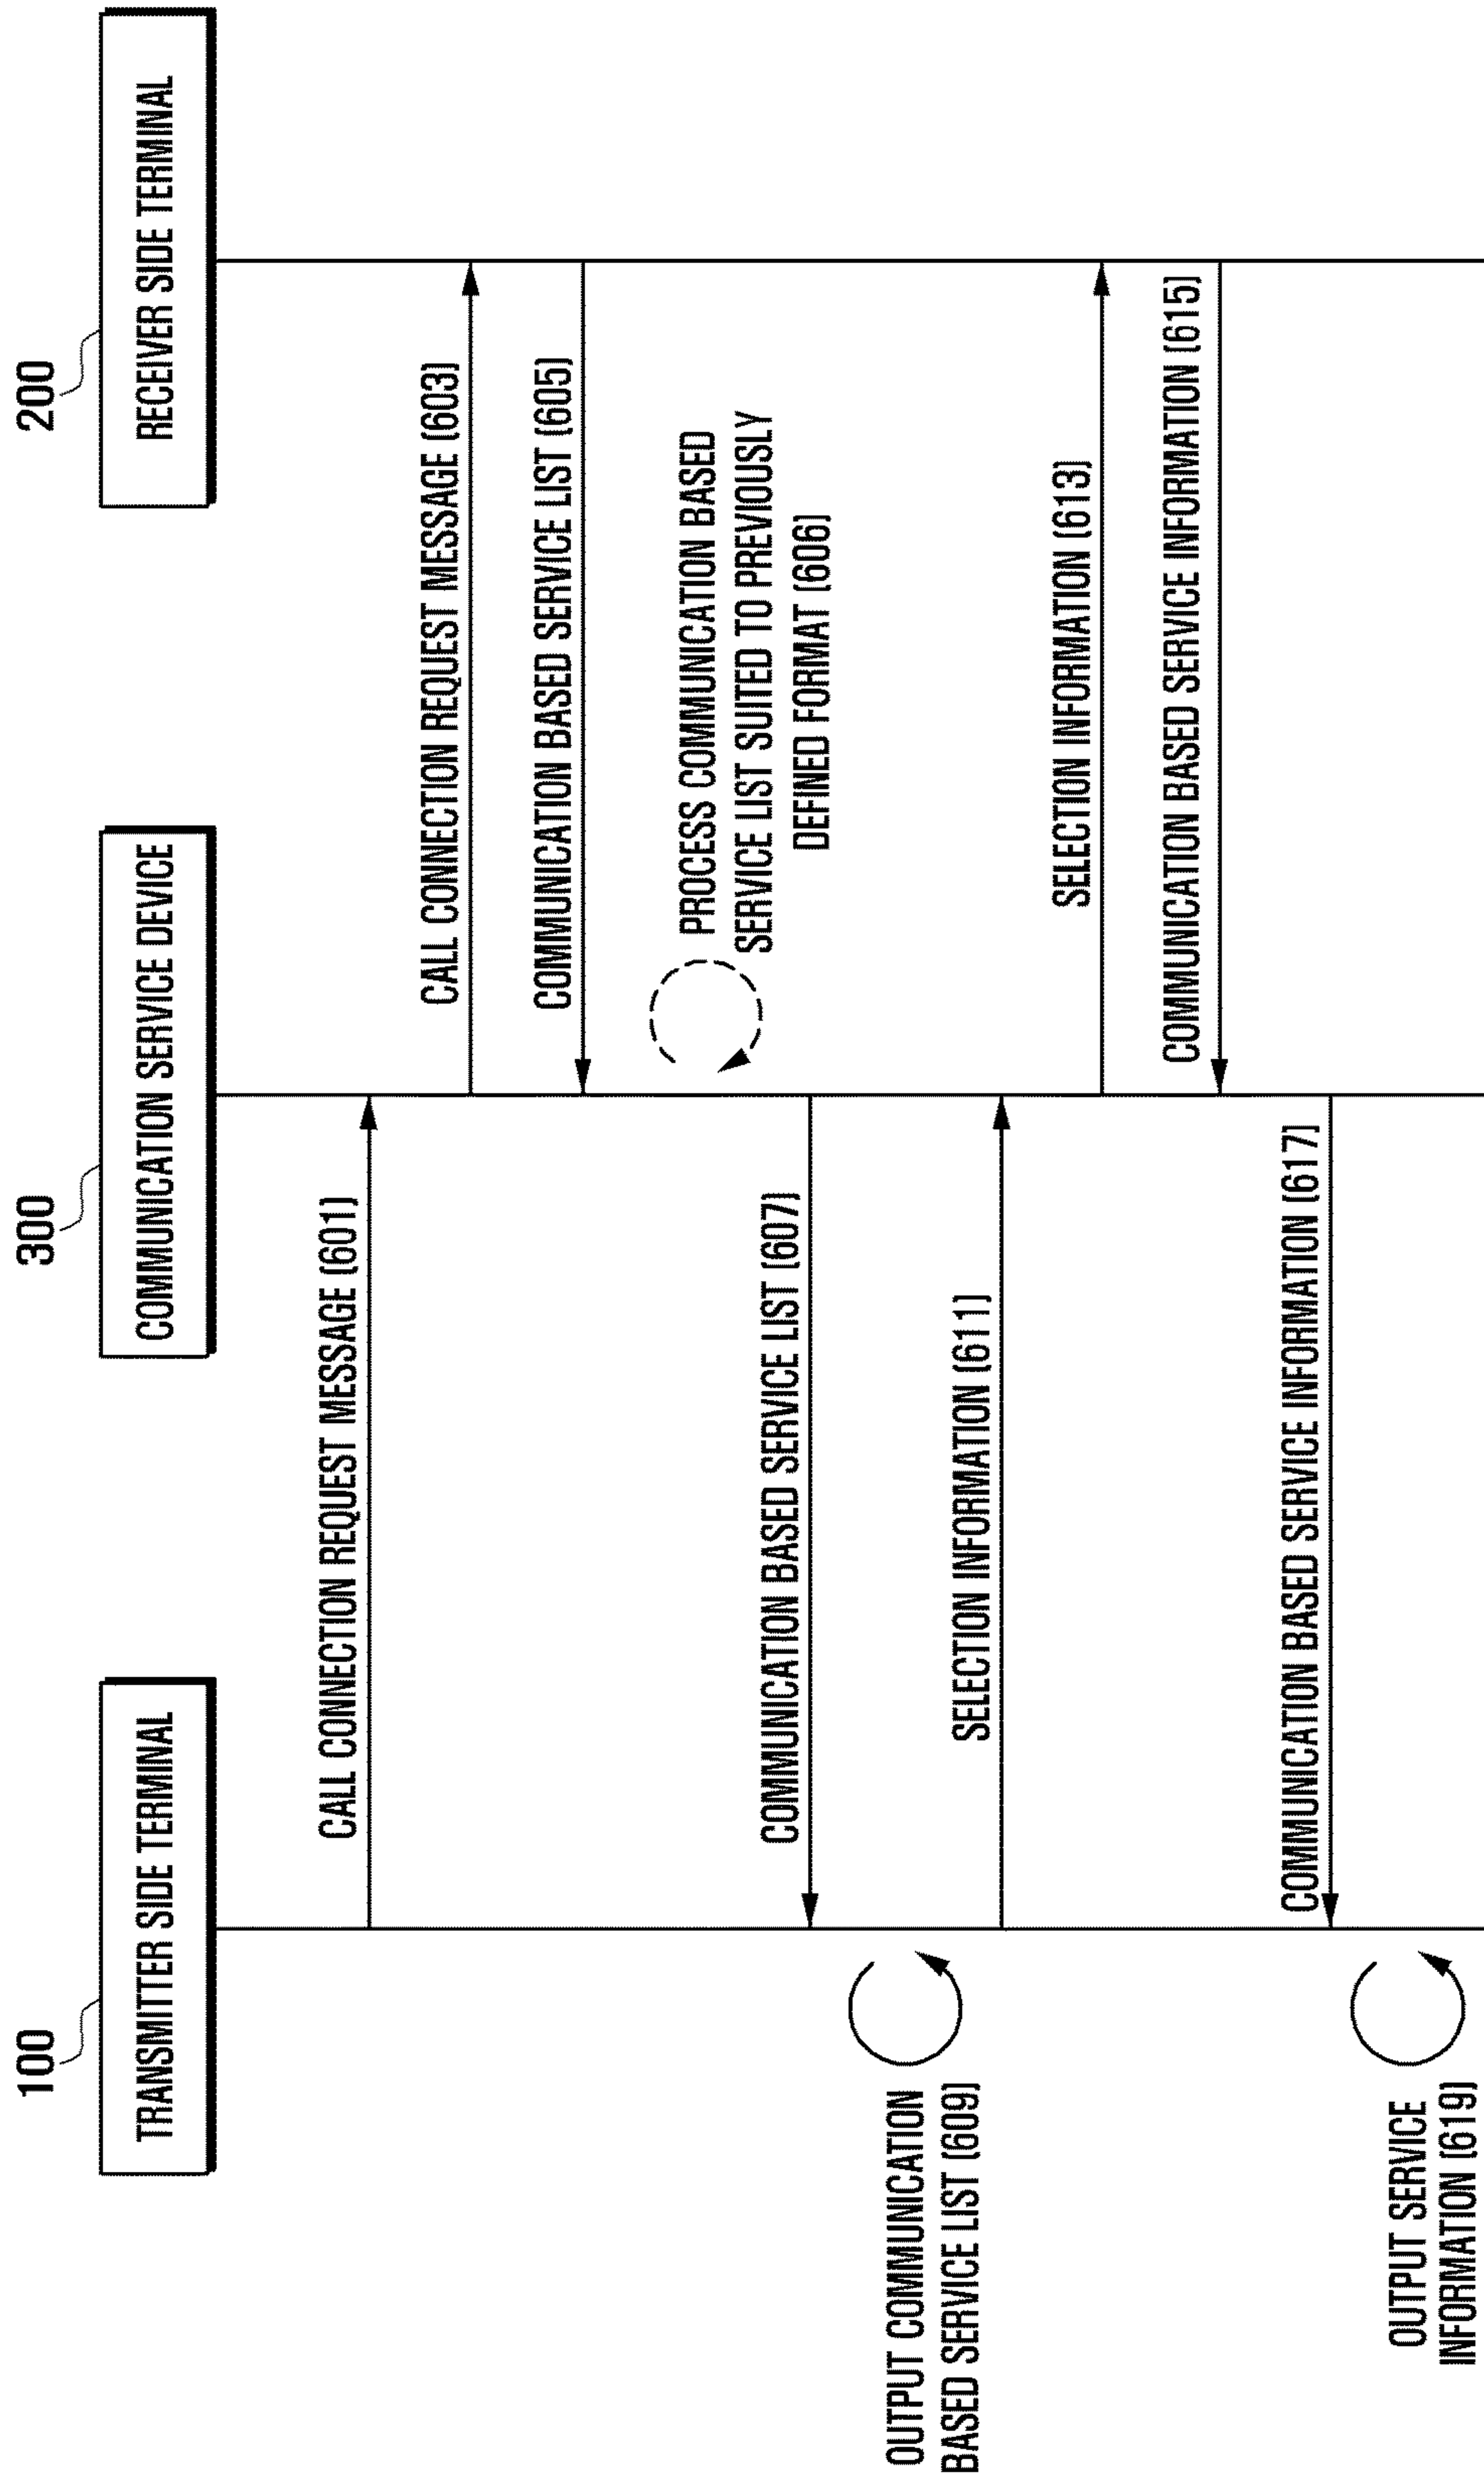 100
300
200
TRANSMITTER SIDE TERMINAL
COMMUNICATION SERVICE DEVICE
RECEIVER SIDE TERMINAL
CALL CONNECTION REQUEST MESSAGE (601)
CALL CONNECTION REQUEST MESSAGE (603)
COMMUNICATION BASED SERVICE LIST (605)
PROCESS COMMUNICATION BASED
SERVICE LIST SUITED TO PREVIOUSLY
DEFINED FORMAT (606)
COMMUNICATION BASED SERVICE LIST (607)
OUTPUT COMMUNICATION
BASED SERVICE LIST (609)
SELECTION INFORMATION (611)
SELECTION INFORMATION (613)
COMMUNICATION BASED SERVICE INFORMATION (615)
COMMUNICATION BASED SERVICE INFORMATION (617)
OUTPUT SERVICE
INFORMATION (619)